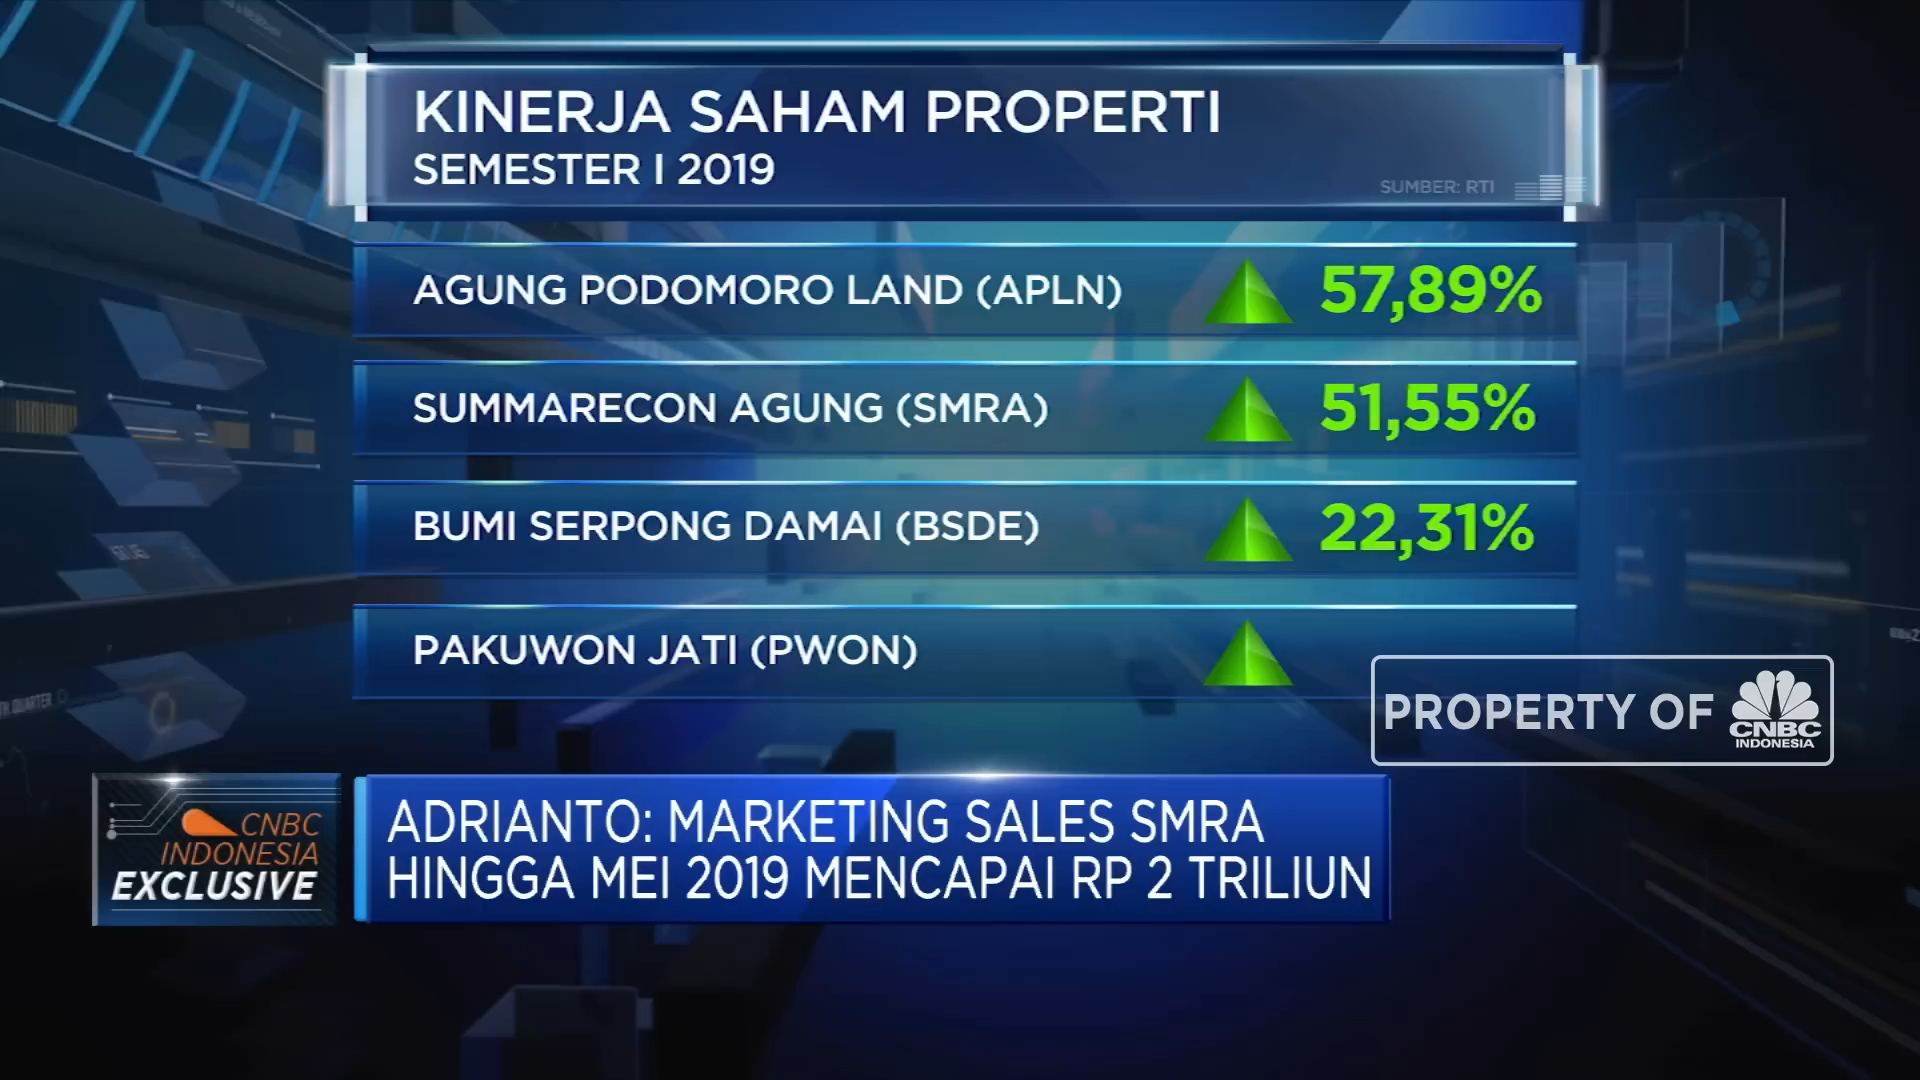 KINERJA SAHAM PROPERTI
SEMESTER I 2019
SUMBER: RTI
AGUNG PODOMORO LAND (APLN) 57,89%
SUMMARECON AGUNG (SMRA) 51,55%
BUMI SERPONG DAMAI (BSDE) 22,31%
PAKUWON JATI (PWON)
PROPERTY OF
CNBC
INDONESIA
CNBC
INDONESIA
EXCLUSIVE
ADRIANTO: MARKETING SALES SMRA
HINGGA MEI 2019 MENCAPAI RP 2 TRILIUN